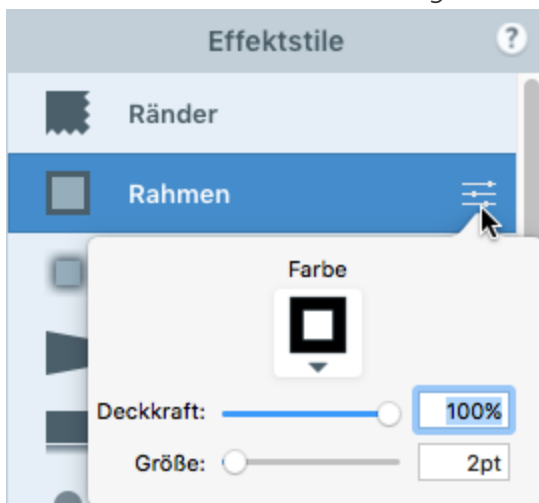 Effektstile ?
Ränder
Rahmen
Farbe
Deckkraft: 100%
Größe: 2pt